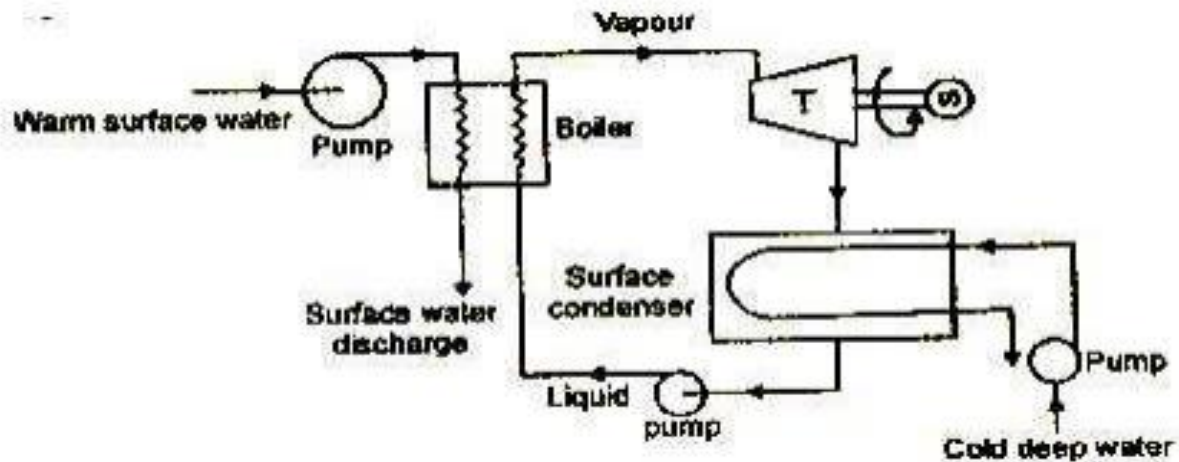 Vapour
Warm surface water
Pump
Boiler
T
S
Surface water
discharge
Surface
condenser
Liquid
pump
Pump
Cold deep water